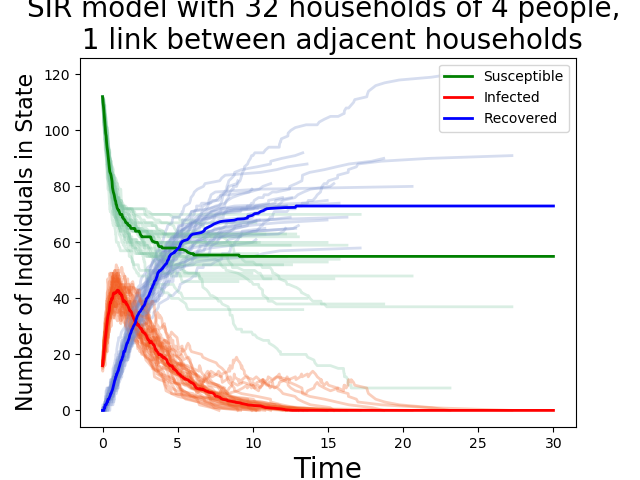 SIR model with 32 households of 4 people,
1 link between adjacent households
Number of Individuals in State
120
100
80
60
40
20
0
Susceptible
Infected
Recovered
0 5 10 15 20 25 30
Time